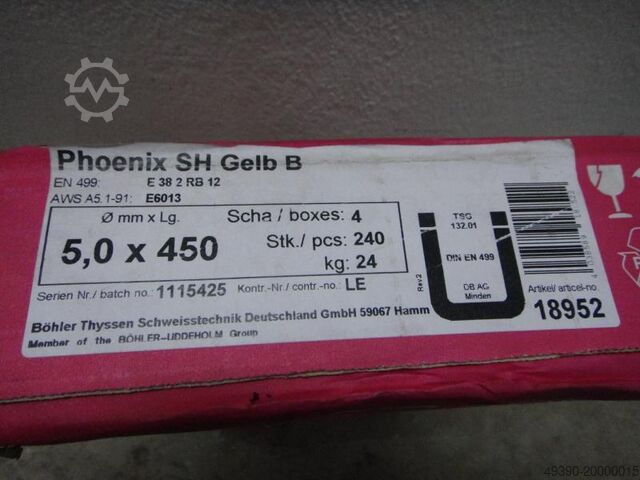 Phoenix SH Gelb B
EN 499: E 38 2 RB 12
AWS A5.1-91: E6013
Ø mm x Lg.
5,0 x 450
Scha / boxes: 4
Stk./ pcs: 240
kg: 24
Serien Nr./ batch no.: 1115425 Kontr.-Nr./ contr.-no.: LE
Böhler Thyssen Schweisstechnik Deutschland GmbH 59067 Hamm
Member of the BÖHLER-UDDEHOLM Group
TSG
132.01
DIN EN 499
DB AG
Minden
Rev.2
Artikel/ articel-no.
18952
49390-20000015